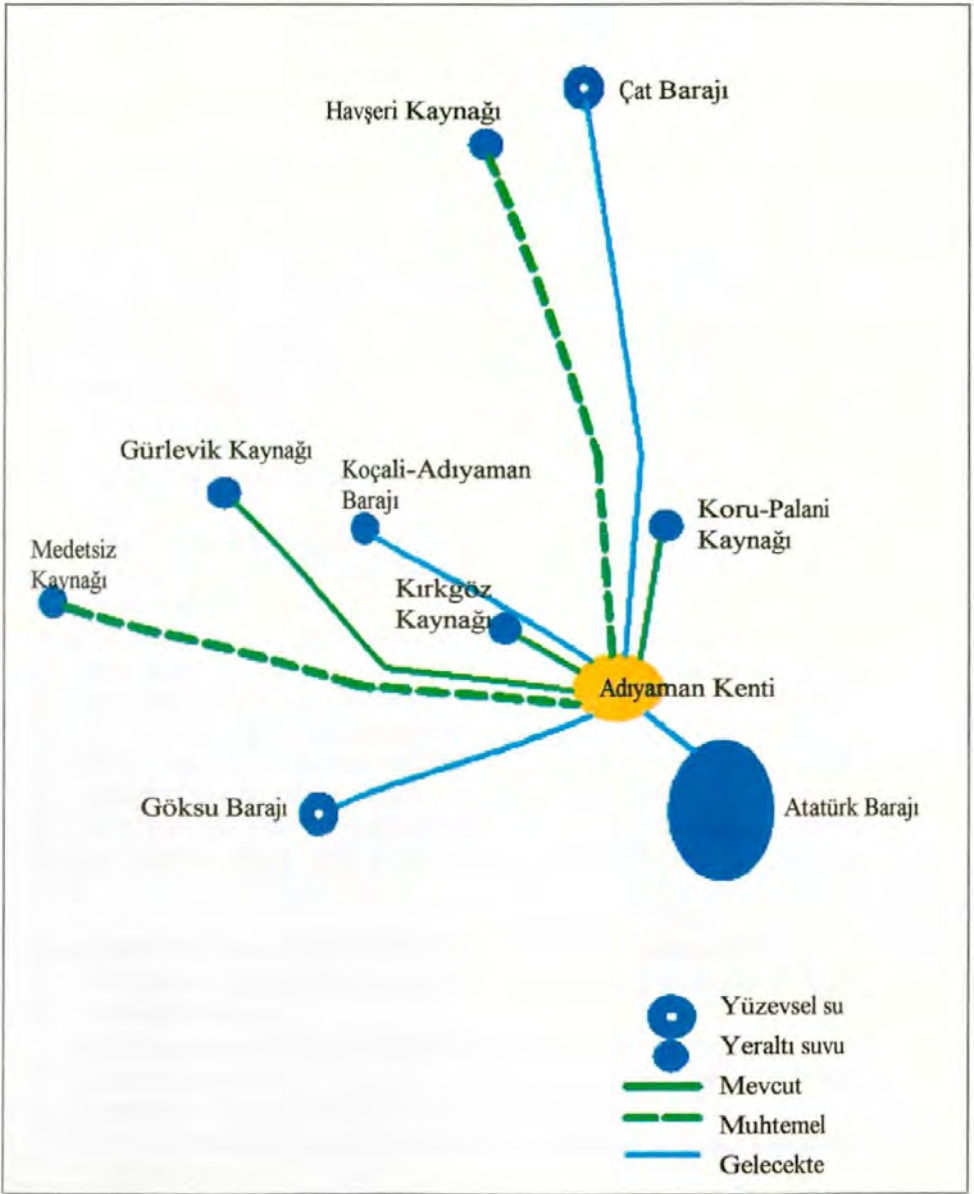 Çat Barajı
Havşeri Kaynağı
Gürlevik Kaynağı
Koçali-Adıyaman
Barajı
Koru-Palani
Kaynağı
Medetsiz
Kaynağı
Kırkgöz
Kaynağı
Adıyaman Kenti
Göksu Barajı
Atatürk Barajı
Yüzevsel su
Yeraltı suvu
Mevcut
Muhtemel
Gelecekte